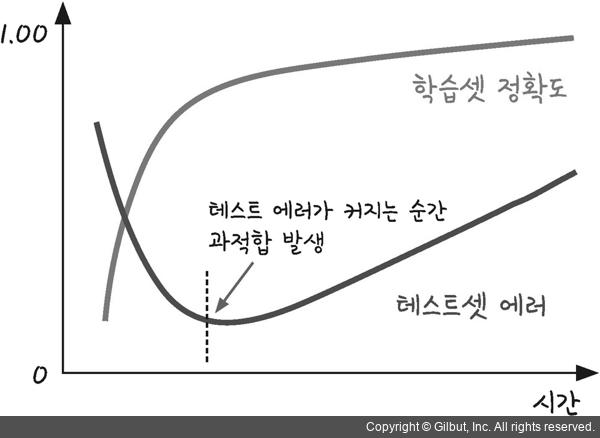 1.00
학습셋 정확도
테스트 에러가 커지는 순간
과적합 발생
테스트셋 에러
0
시간
Copyright © Gilbut, Inc. All rights reserved.